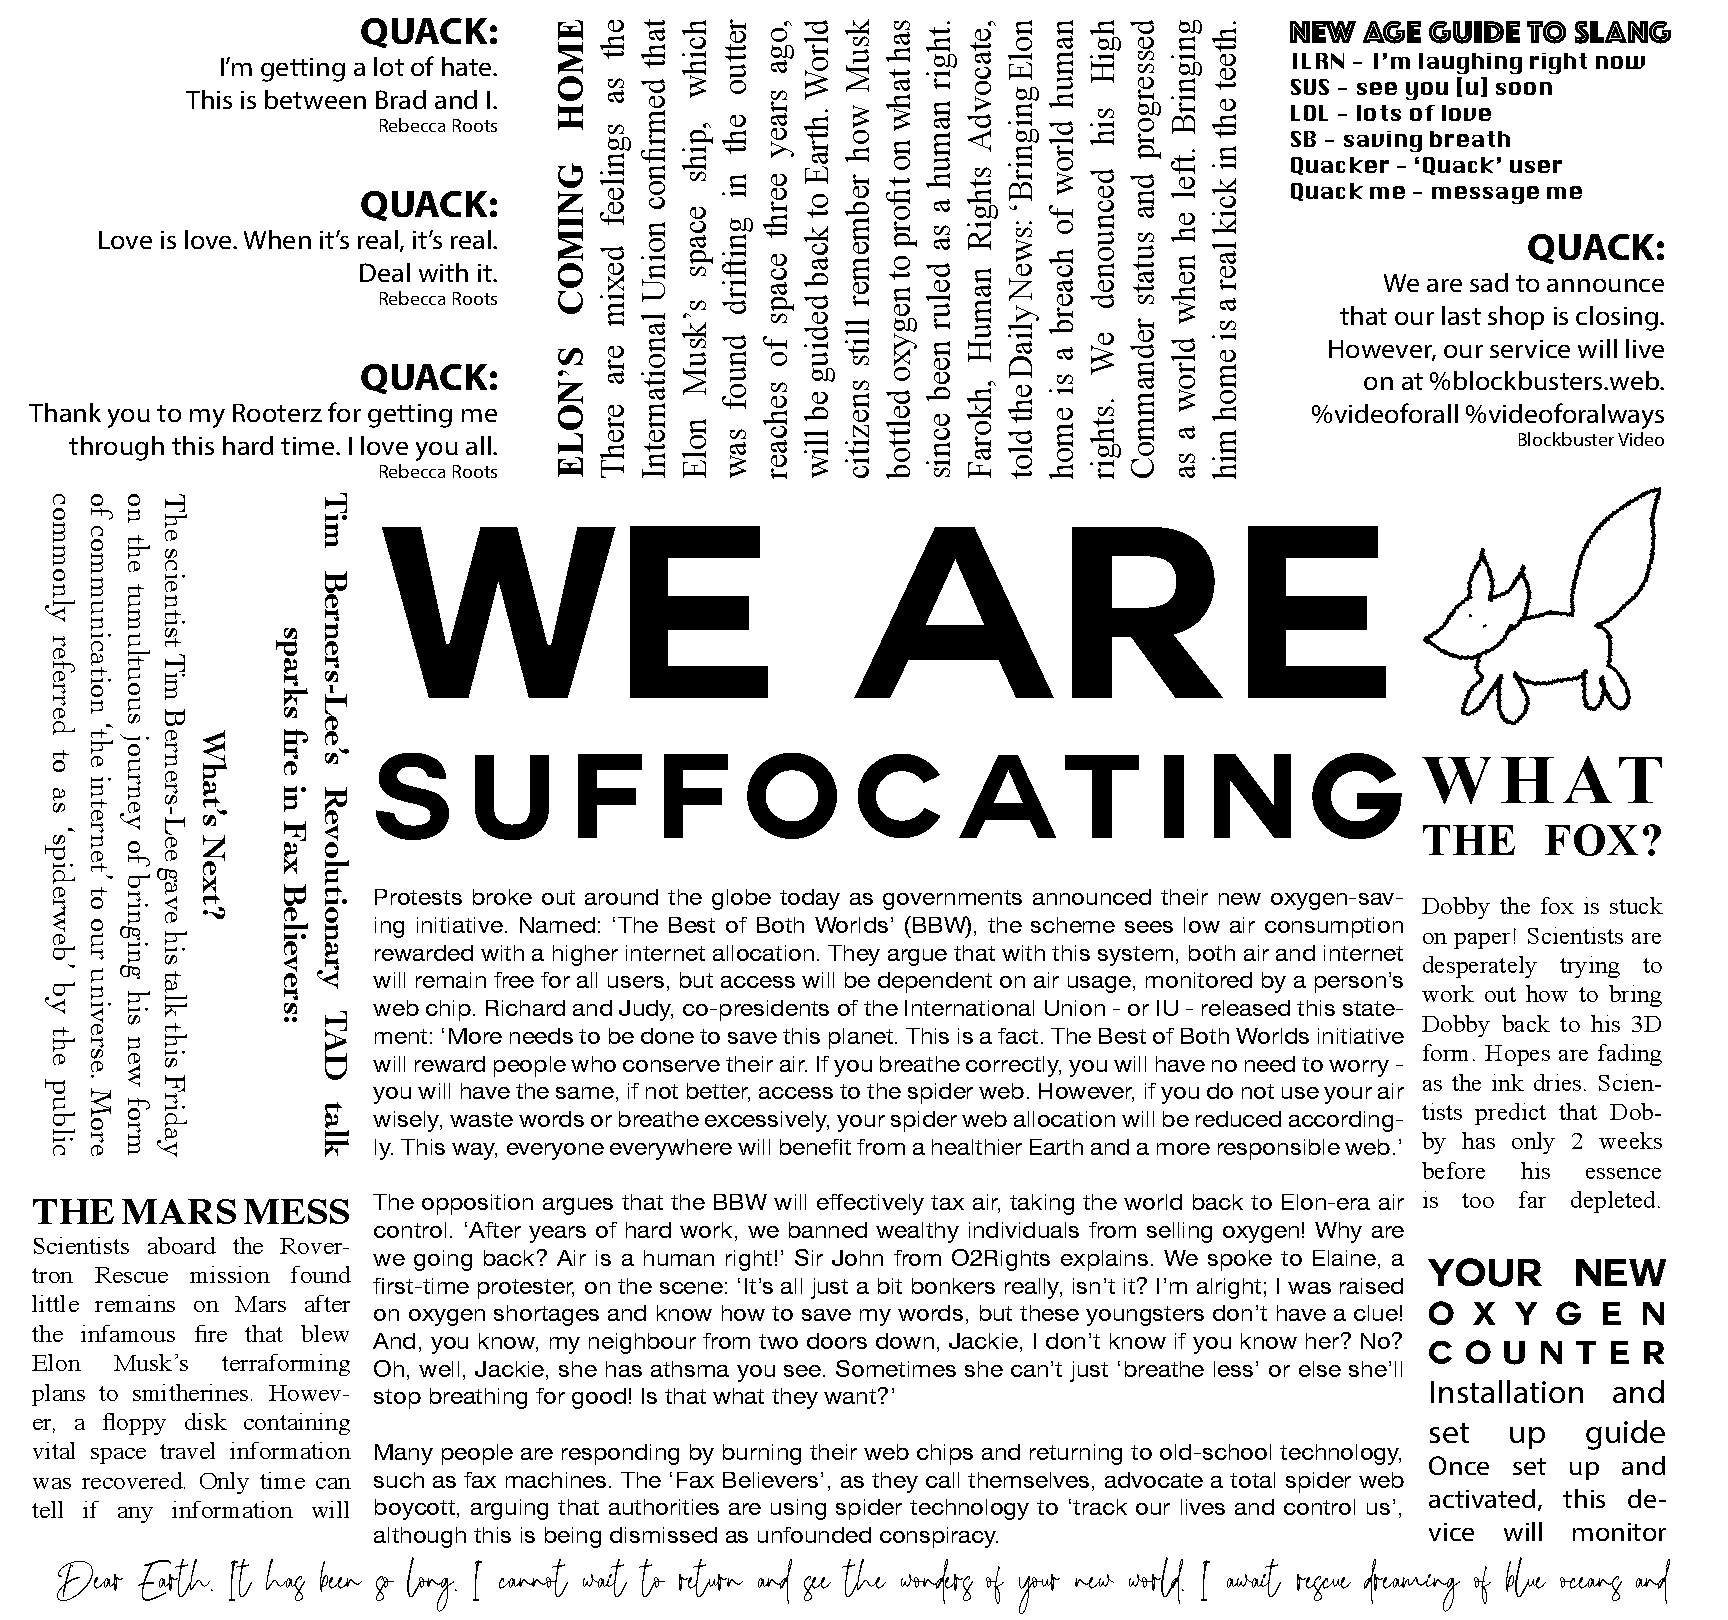 QUACK:
I’m getting a lot of hate.
This is between Brad and I.
Rebecca Roots
QUACK:
Love is love. When it’s real, it’s real.
Deal with it.
Rebecca Roots
QUACK:
Thank you to my Rooterz for getting me
through this hard time. I love you all.
Rebecca Roots
ELON’S COMING HOME
There are mixed feelings as the
International Union confirmed that
Elon Musk’s space ship, which
was found drifting in the outter
reaches of space three years ago,
will be guided back to Earth. World
citizens still remember how Musk
bottled oxygen to profit on what has
since been ruled as a human right.
Farokh, Human Rights Advocate,
told the Daily News: ‘Bringing Elon
home is a breach of world human
rights. We denounced his High
Commander status and progressed
as a world when he left. Bringing
him home is a real kick in the teeth.
NEW AGE GUIDE TO SLANG
ILRN - I’m laughing right now
SUS - see you [u] soon
LOL - lots of love
SB - saving breath
Quacker - ‘Quack’ user
Quack me - message me
QUACK:
We are sad to announce
that our last shop is closing.
However, our service will live
on at %blockbusters.web.
%videoforall %videoforalways
Blockbuster Video
Tim Berners-Lee’s Revolutionary TAD talk
sparks fire in Fax Believers:
What’s Next?
The scientist Tim Berners-Lee gave his talk this Friday
on the tumultuous journey of bringing his new form
of communication ‘the internet’ to our universe. More
commonly referred to as ‘spiderweb’ by the public
WE ARE
SUFFOCATING
Protests broke out around the globe today as governments announced their new oxygen-sav-
ing initiative. Named: ‘The Best of Both Worlds’ (BBW), the scheme sees low air consumption
rewarded with a higher internet allocation. They argue that with this system, both air and internet
will remain free for all users, but access will be dependent on air usage, monitored by a person’s
web chip. Richard and Judy, co-presidents of the International Union - or IU - released this state-
ment: ‘More needs to be done to save this planet. This is a fact. The Best of Both Worlds initiative
will reward people who conserve their air. If you breathe correctly, you will have no need to worry -
you will have the same, if not better, access to the spider web. However, if you do not use your air
wisely, waste words or breathe excessively, your spider web allocation will be reduced according-
ly. This way, everyone everywhere will benefit from a healthier Earth and a more responsible web.’
The opposition argues that the BBW will effectively tax air, taking the world back to Elon-era air
control. ‘After years of hard work, we banned wealthy individuals from selling oxygen! Why are
we going back? Air is a human right!’ Sir John from O2Rights explains. We spoke to Elaine, a
first-time protester, on the scene: ‘It’s all just a bit bonkers really, isn’t it? I’m alright; I was raised
on oxygen shortages and know how to save my words, but these youngsters don’t have a clue!
And, you know, my neighbour from two doors down, Jackie, I don’t know if you know her? No?
Oh, well, Jackie, she has athsma you see. Sometimes she can’t just ‘breathe less’ or else she’ll
stop breathing for good! Is that what they want?’
Many people are responding by burning their web chips and returning to old-school technology,
such as fax machines. The ‘Fax Believers’, as they call themselves, advocate a total spider web
boycott, arguing that authorities are using spider technology to ‘track our lives and control us’,
although this is being dismissed as unfounded conspiracy.
WHAT
THE FOX?
Dobby the fox is stuck
on paper! Scientists are
desperately trying to
work out how to bring
Dobby back to his 3D
form. Hopes are fading
as the ink dries. Scien-
tists predict that Dob-
by has only 2 weeks
before his essence
is too far depleted.
THE MARS MESS
Scientists aboard the Rover-
tron Rescue mission found
little remains on Mars after
the infamous fire that blew
Elon Musk’s terraforming
plans to smitherines. Howev-
er, a floppy disk containing
vital space travel information
was recovered. Only time can
tell if any information will
YOUR NEW
OXYGEN
COUNTER
Installation and
set up guide
Once set up and
activated, this de-
vice will monitor
Dear Earth. It has been so long. I cannot wait to return and see the wonders of your new world. I await rescue dreaming of blue oceans and